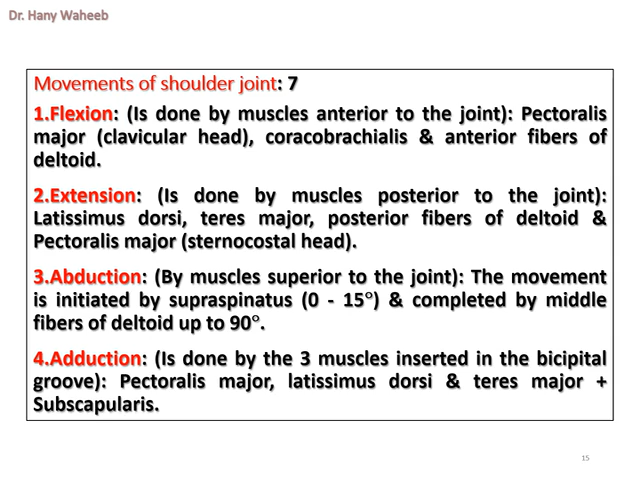 Dr. Hany Waheeb
Movements of shoulder joint: 7
1.Flexion: (Is done by muscles anterior to the joint): Pectoralis
major (clavicular head), coracobrachialis & anterior fibers of
deltoid.
2.Extension: (Is done by muscles posterior to the joint):
Latissimus dorsi, teres major, posterior fibers of deltoid &
Pectoralis major (sternocostal head).
3.Abduction: (By muscles superior to the joint): The movement
is initiated by supraspinatus (0 - 15°) & completed by middle
fibers of deltoid up to 90°.
4.Adduction: (Is done by the 3 muscles inserted in the bicipital
groove): Pectoralis major, latissimus dorsi & teres major +
Subscapularis.
15